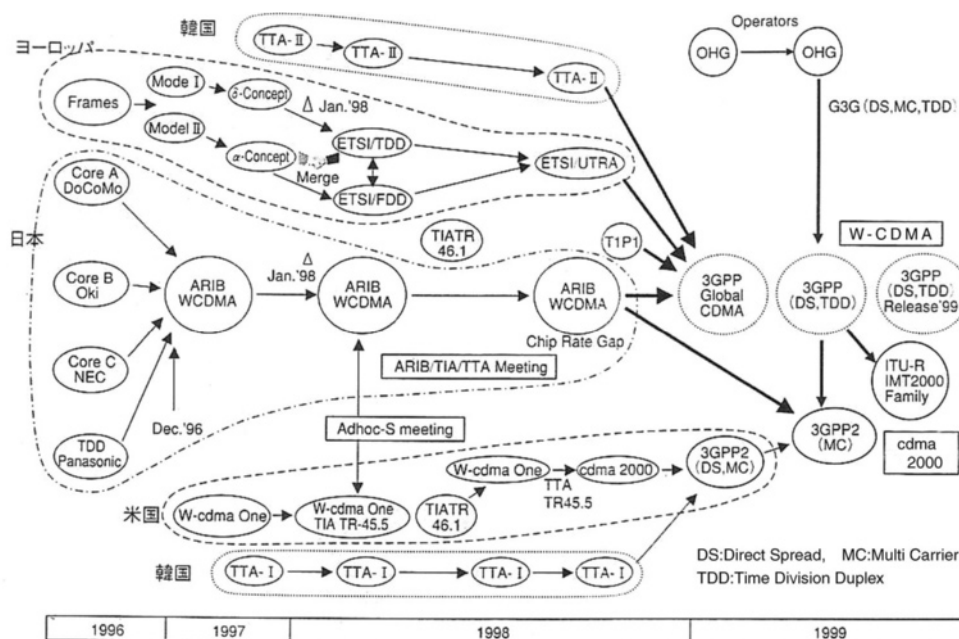 韓国
Operators
ヨーロッパ
TTA-Ⅱ
TTA-Ⅱ
TTA-Ⅱ
OHG
OHG
Frames
Mode Ⅰ
δ-Concept
Δ
Jan.'98
G3G(DS,MC,TDD)
Model Ⅱ
α-Concept
Merge
ETSI/TDD
ETSI/UTRA
ETSI/FDD
日本
Core A
DoCoMo
TIATR
46.1
T1P1
W-CDMA
Core B
Oki
ARIB
WCDMA
Δ
Jan.'98
ARIB
WCDMA
ARIB
WCDMA
Chip Rate Gap
3GPP
Global
CDMA
3GPP
(DS,TDD)
3GPP
(DS,TDD)
Release'99
Core C
NEC
ARIB/TIA/TTA Meeting
ITU-R
IMT2000
Family
Dec.'96
Adhoc-S meeting
TDD
Panasonic
3GPP2
(MC)
cdma
2000
米国
W-cdma One
W-cdma One
TIA TR-45.5
TIATR
46.1
W-cdma One
TTA
TR45.5
cdma 2000
3GPP2
(DS,MC)
韓国
TTA-Ⅰ
TTA-Ⅰ
TTA-Ⅰ
TTA-Ⅰ
DS:Direct Spread, MC:Multi Carrier
TDD:Time Division Duplex
1996
1997
1998
1999